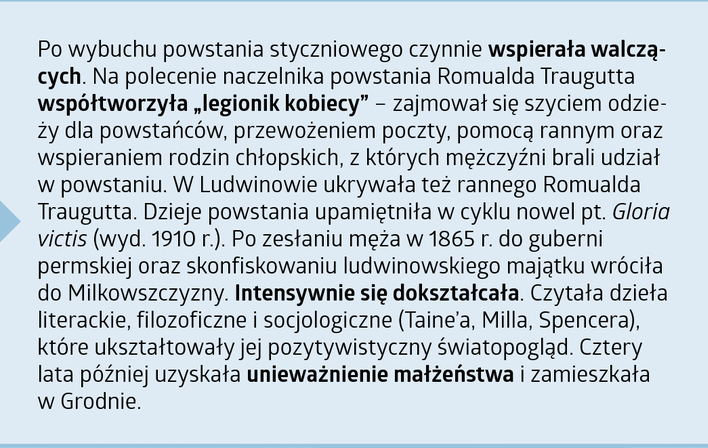 Po wybuchu powstania styczniowego czynnie wspierała walczą-
cych. Na polecenie naczelnika powstania Romualda Traugutta
współtworzyła „legionik kobiecy” – zajmował się szyciem odzie-
ży dla powstańców, przewożeniem poczty, pomocą rannym oraz
wspieraniem rodzin chłopskich, z których mężczyźni brali udział
w powstaniu. W Ludwinowie ukrywała też rannego Romualda
Traugutta. Dzieje powstania upamiętniła w cyklu nowel pt. Gloria
victis (wyd. 1910 r.). Po zesłaniu męża w 1865 r. do guberni
permskiej oraz skonfiskowaniu ludwinowskiego majątku wróciła
do Milkowszczyzny. Intensywnie się dokształcała. Czytała dzieła
literackie, filozoficzne i socjologiczne (Taine’a, Milla, Spencera),
które ukształtowały jej pozytywistyczny światopogląd. Cztery
lata później uzyskała unieważnienie małżeństwa i zamieszkała
w Grodnie.